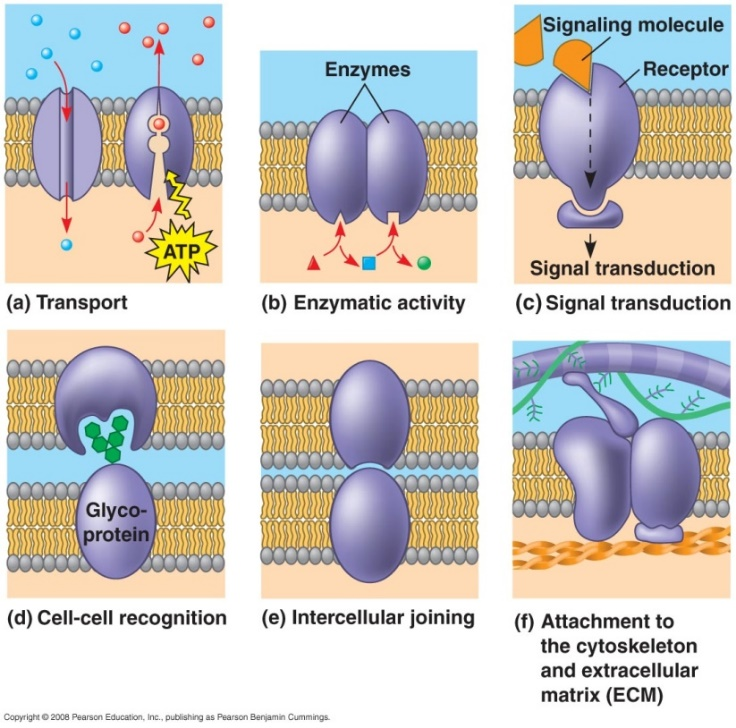 Enzymes
Signaling molecule
Receptor
ATP
Signal transduction
(a) Transport
(b) Enzymatic activity
(c) Signal transduction
Glyco-
protein
(d) Cell-cell recognition
(e) Intercellular joining
(f) Attachment to
the cytoskeleton
and extracellular
matrix (ECM)
Copyright © 2008 Pearson Education, Inc., publishing as Pearson Benjamin Cummings.